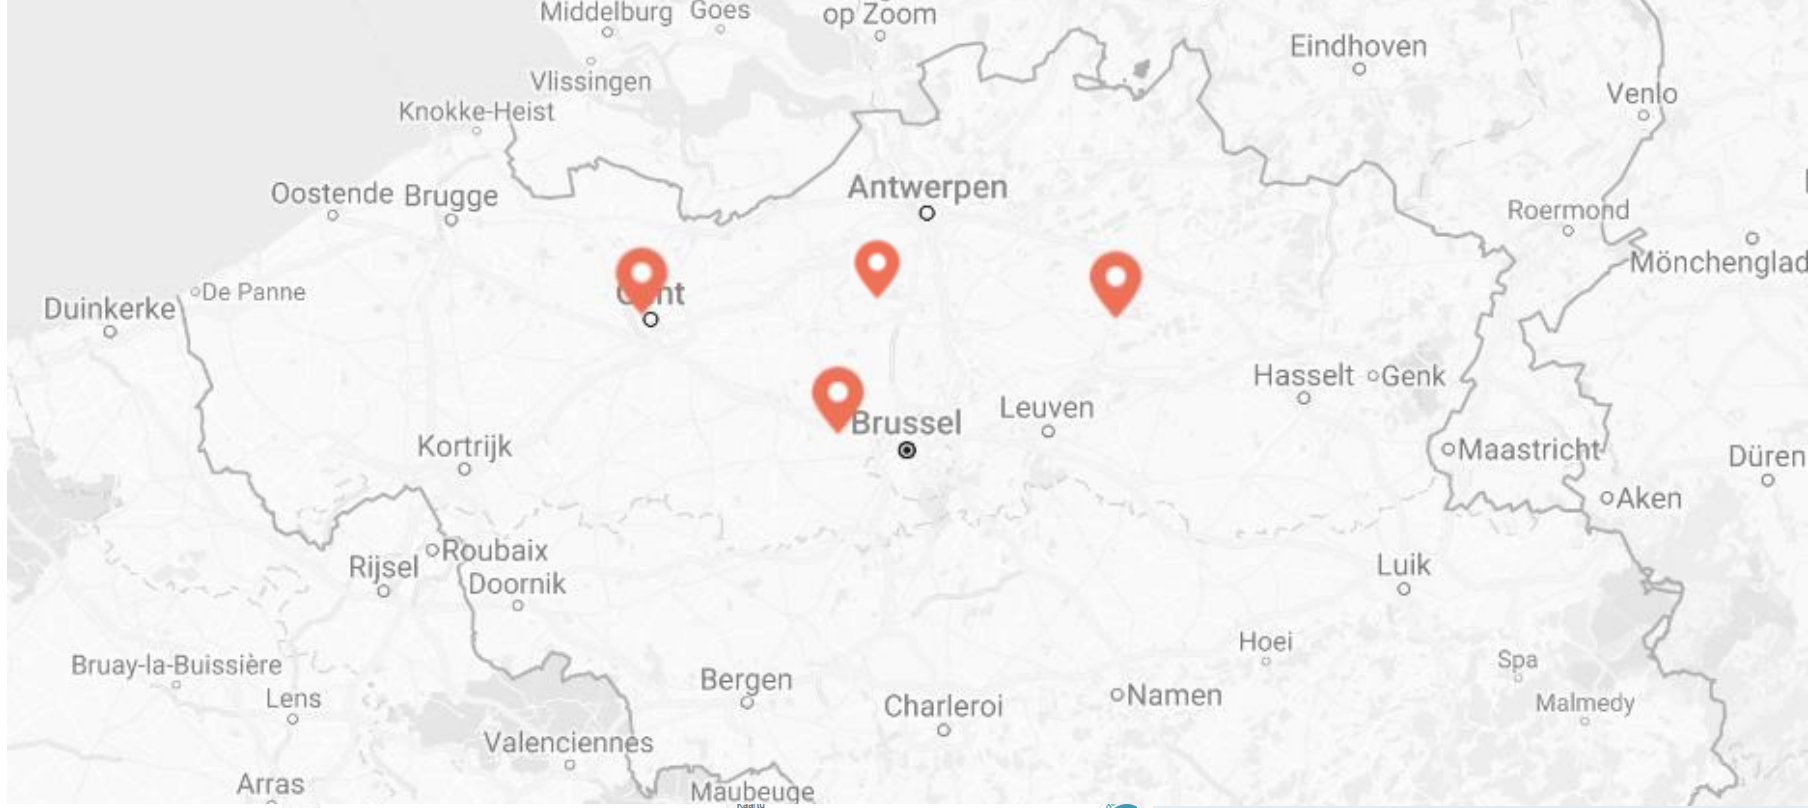 Middelburg
Goes
op Zoom
Eindhoven
Vlissingen
Venlo
Knokke-Heist
Antwerpen
Oostende
Brugge
Roermond
Mönchenglad
De Panne
Duinkerke
Hasselt
Genk
Leuven
Brussel
Kortrijk
Maastricht
Düren
Aken
Roubaix
Rijsel
Doornik
Luik
Hoei
Bruay-la-Buissière
Spa
Bergen
Namen
Lens
Charleroi
Malmedy
Valenciennes
Arras
Maubeuge